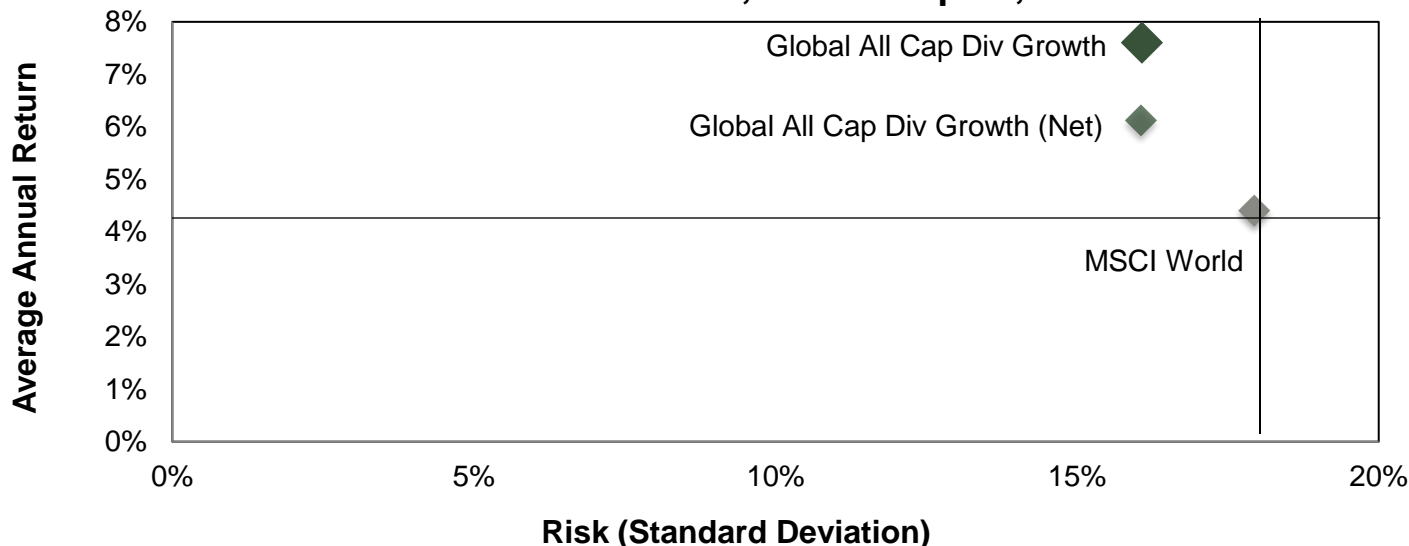 8%
Global All Cap Div Growth
7%
6%
Global All Cap Div Growth (Net)
5%
4%
MSCI World
3%
2%
1%
0%
0% 5% 10% 15% 20%
Average Annual Return
Risk (Standard Deviation)